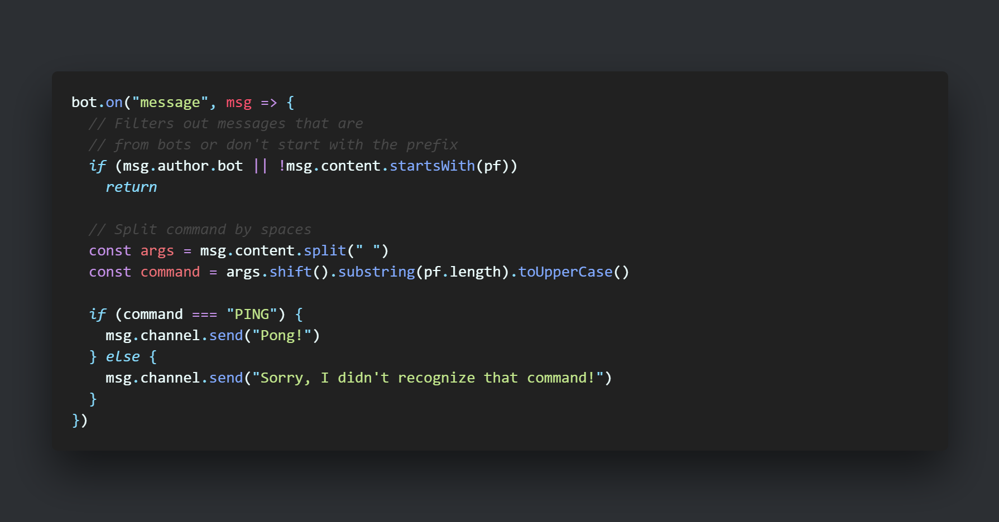 bot.on("message", msg => {
  // Filters out messages that are
  // from bots or don't start with the prefix
  if (msg.author.bot || !msg.content.startsWith(pf))
    return

  // Split command by spaces
  const args = msg.content.split(" ")
  const command = args.shift().substring(pf.length).toUpperCase()

  if (command === "PING") {
    msg.channel.send("Pong!")
  } else {
    msg.channel.send("Sorry, I didn't recognize that command!")
  }
})